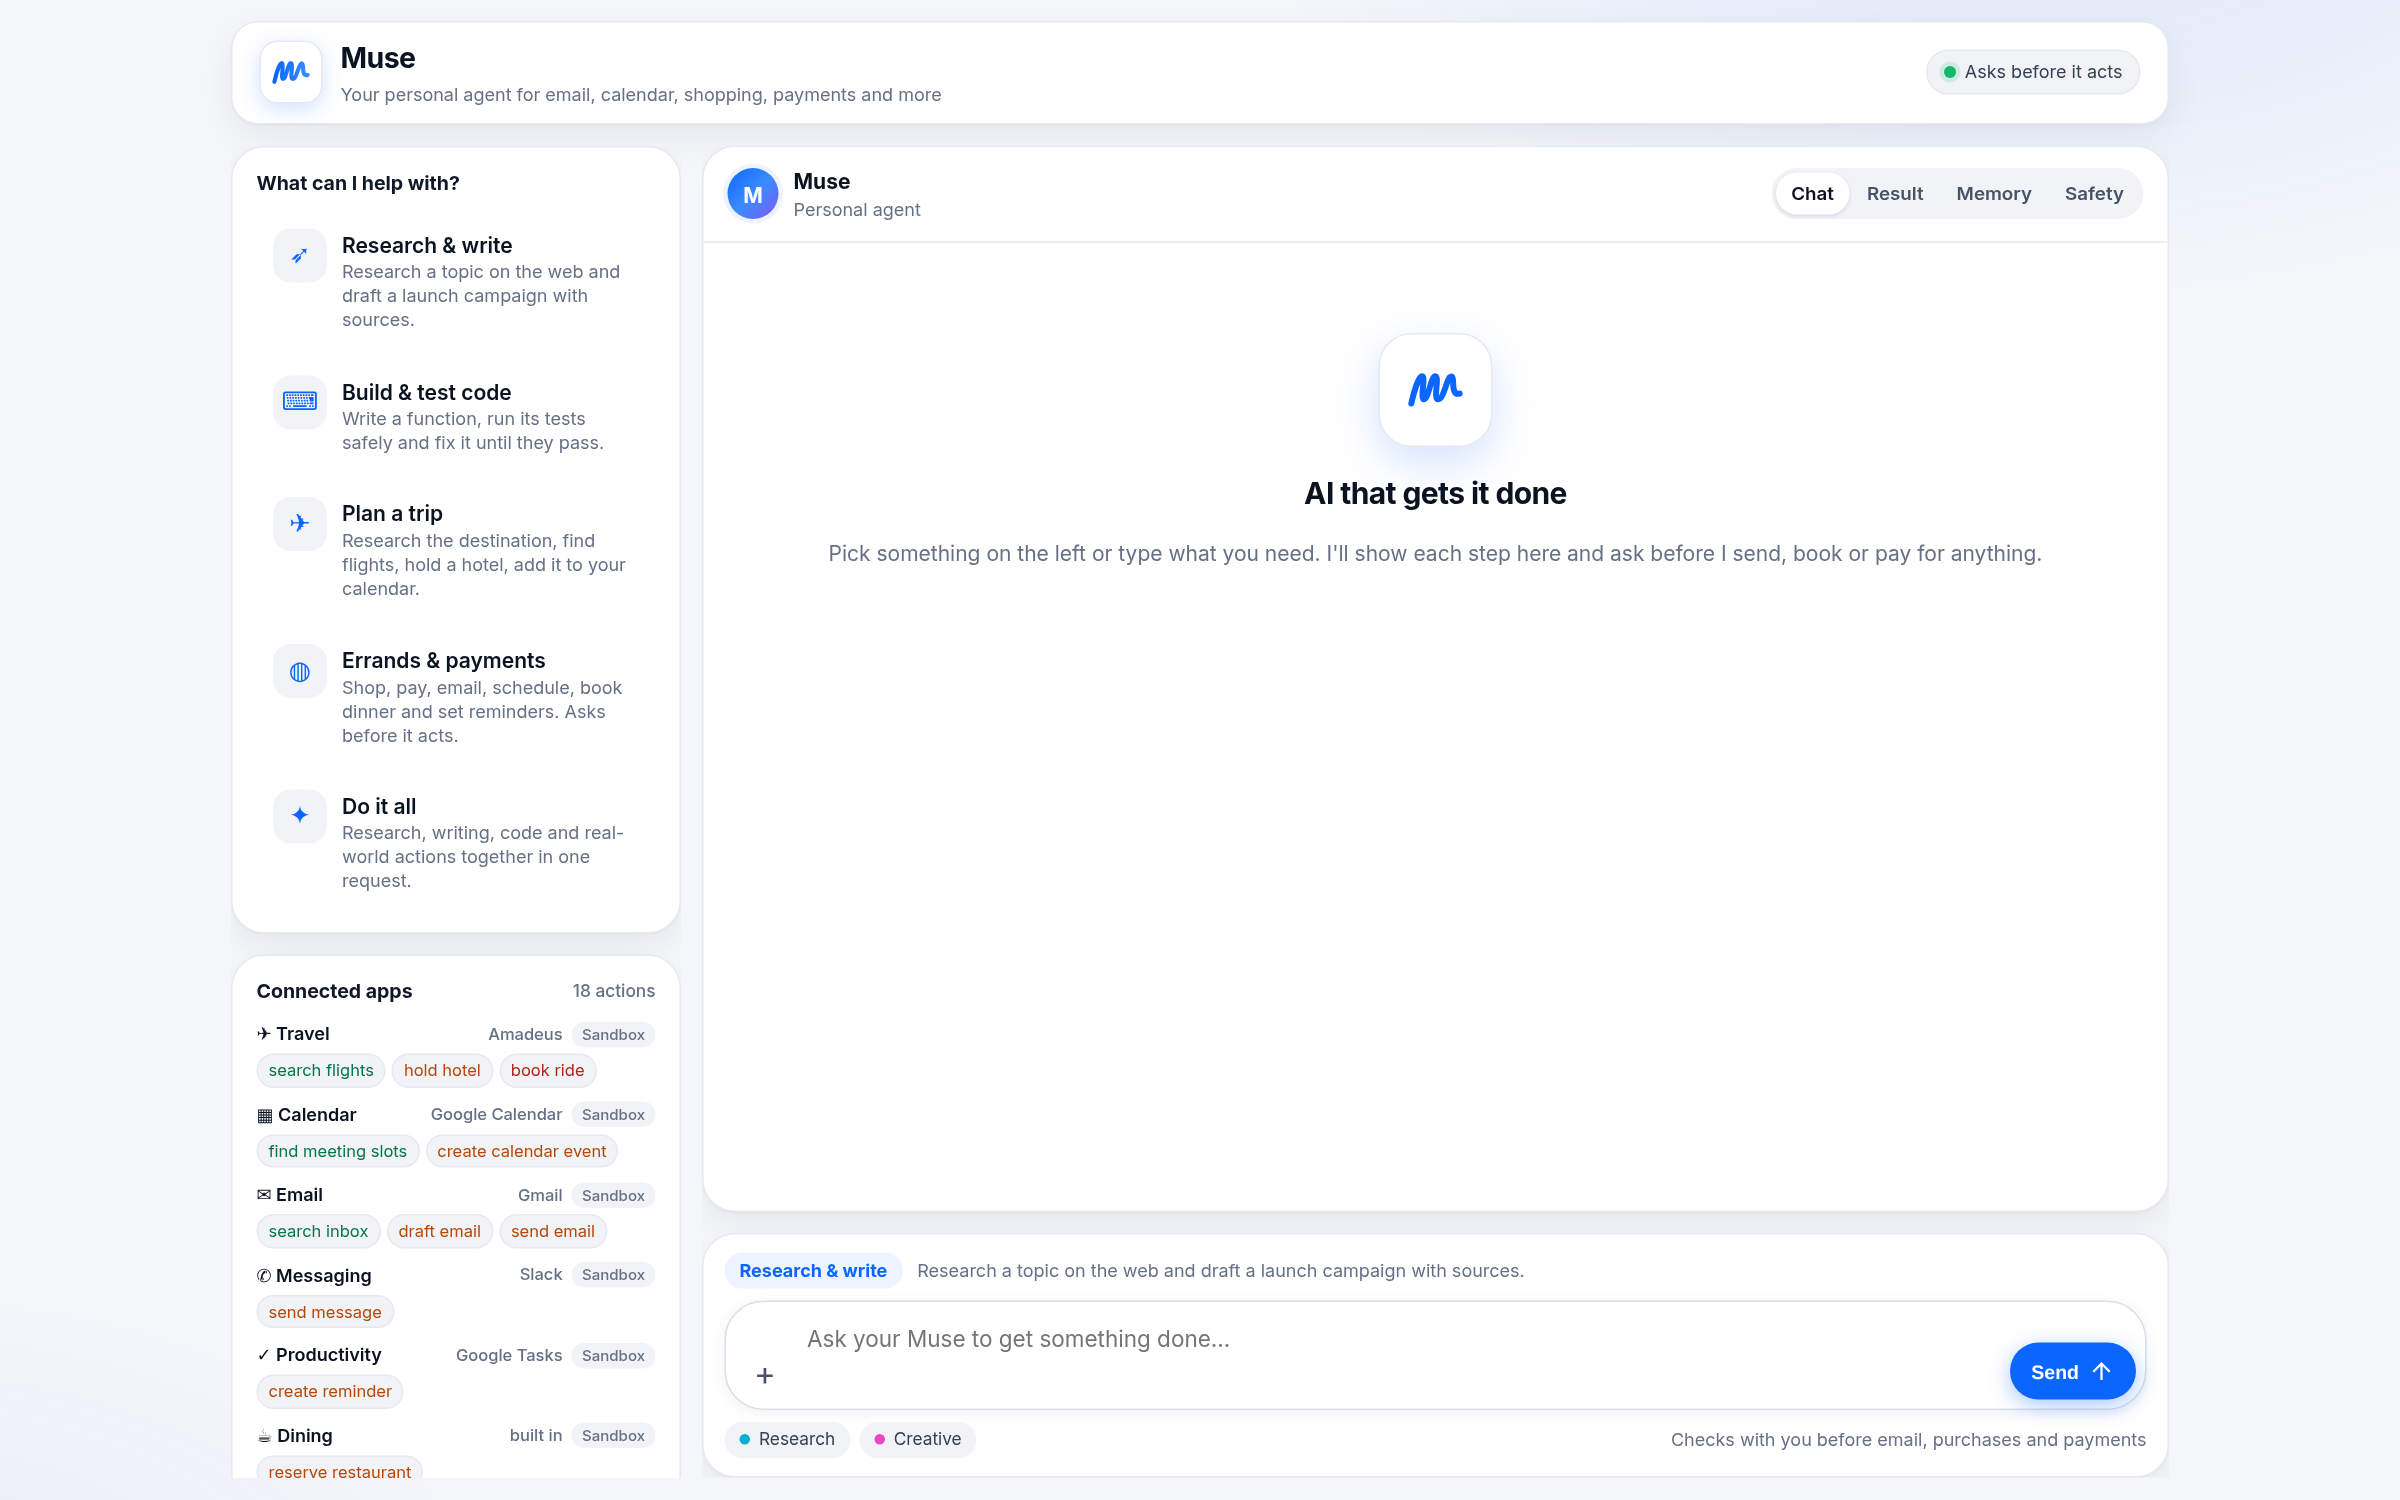 Muse
Your personal agent for email, calendar, shopping, payments and more
Asks before it acts
What can I help with?
Research & write
Research a topic on the web and
draft a launch campaign with
sources.
Build & test code
Write a function, run its tests
safely and fix it until they pass.
Plan a trip
Research the destination, find
flights, hold a hotel, add it to your
calendar.
Errands & payments
Shop, pay, email, schedule, book
dinner and set reminders. Asks
before it acts.
Do it all
Research, writing, code and real-
world actions together in one
request.
Connected apps 18 actions
Travel Amadeus Sandbox
search flights hold hotel book ride
Calendar Google Calendar Sandbox
find meeting slots create calendar event
Email Gmail Sandbox
search inbox draft email send email
Messaging Slack Sandbox
send message
Productivity Google Tasks Sandbox
create reminder
Dining built in Sandbox
reserve restaurant
M
Muse
Personal agent
Chat Result Memory Safety
AI that gets it done
Pick something on the left or type what you need. I'll show each step here and ask before I send, book or pay for anything.
Research & write Research a topic on the web and draft a launch campaign with sources.
Ask your Muse to get something done...
+
Send ↑
Research Creative Checks with you before email, purchases and payments